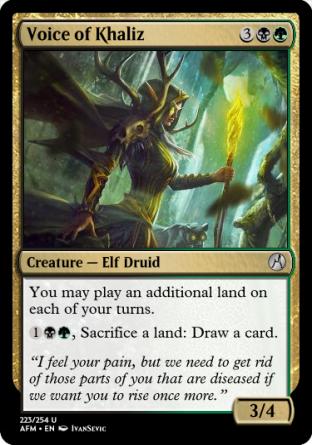 Voice of Khaliz 3
Creature — Elf Druid
You may play an additional land on
each of your turns.
1, Sacrifice a land: Draw a card.
“I feel your pain, but we need to get rid
of those parts of you that are diseased if
we want you to rise once more.”
3/4
223/254 U
AFM • EN IvanSevic